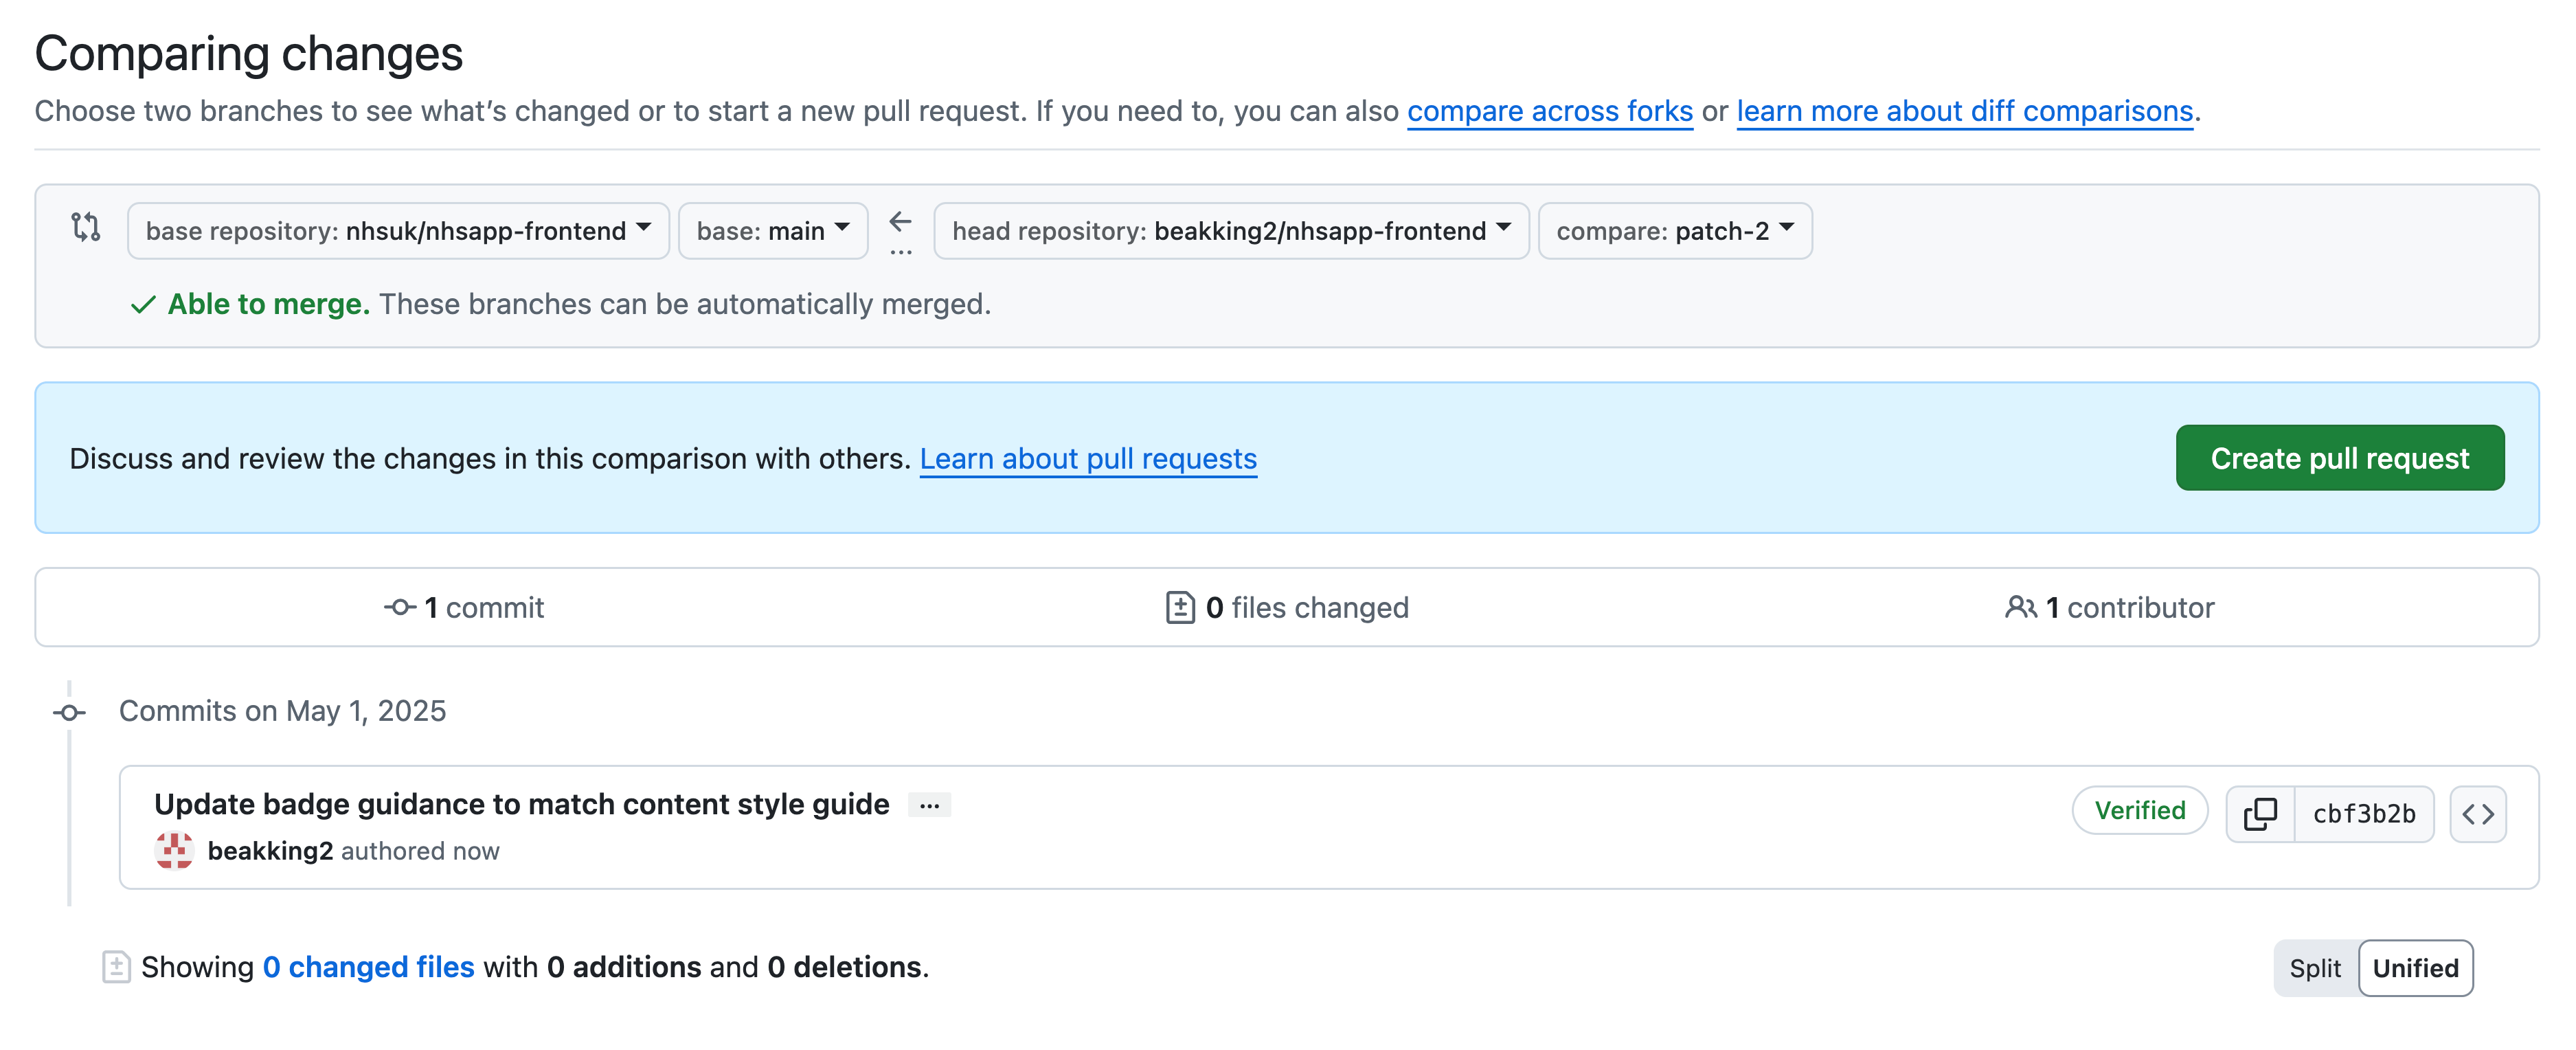 Comparing changes
Choose two branches to see what’s changed or to start a new pull request. If you need to, you can also compare across forks or learn more about diff comparisons.
base repository: nhsuk/nhsapp-frontend base: main ... head repository: beakking2/nhsapp-frontend compare: patch-2
Able to merge. These branches can be automatically merged.
Discuss and review the changes in this comparison with others. Learn about pull requests Create pull request
1 commit 0 files changed 1 contributor
Commits on May 1, 2025
Update badge guidance to match content style guide ... Verified cbf3b2b
beakking2 authored now
Showing 0 changed files with 0 additions and 0 deletions. Split Unified